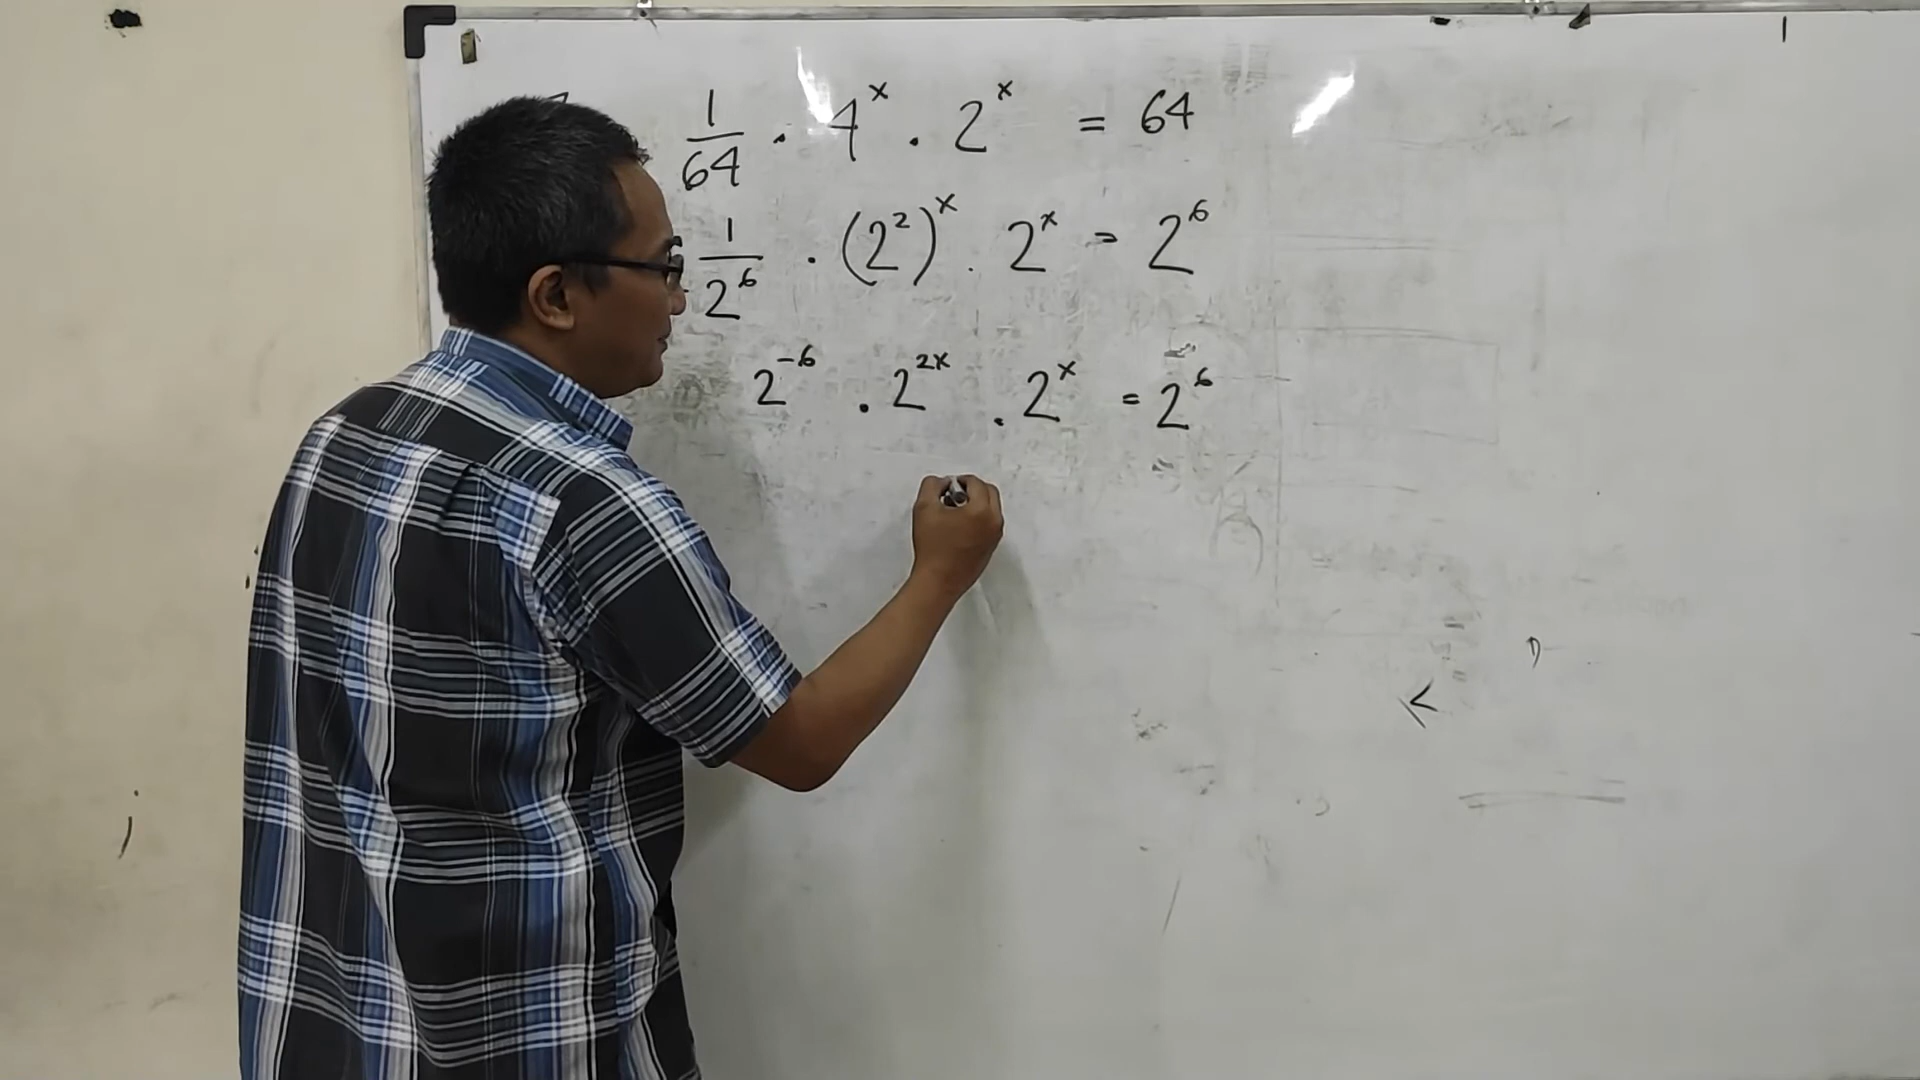 1/64 · 4^x · 2^x = 64
1/2^6 · (2^2)^x . 2^x = 2^6
2^-6 . 2^2x . 2^x = 2^6